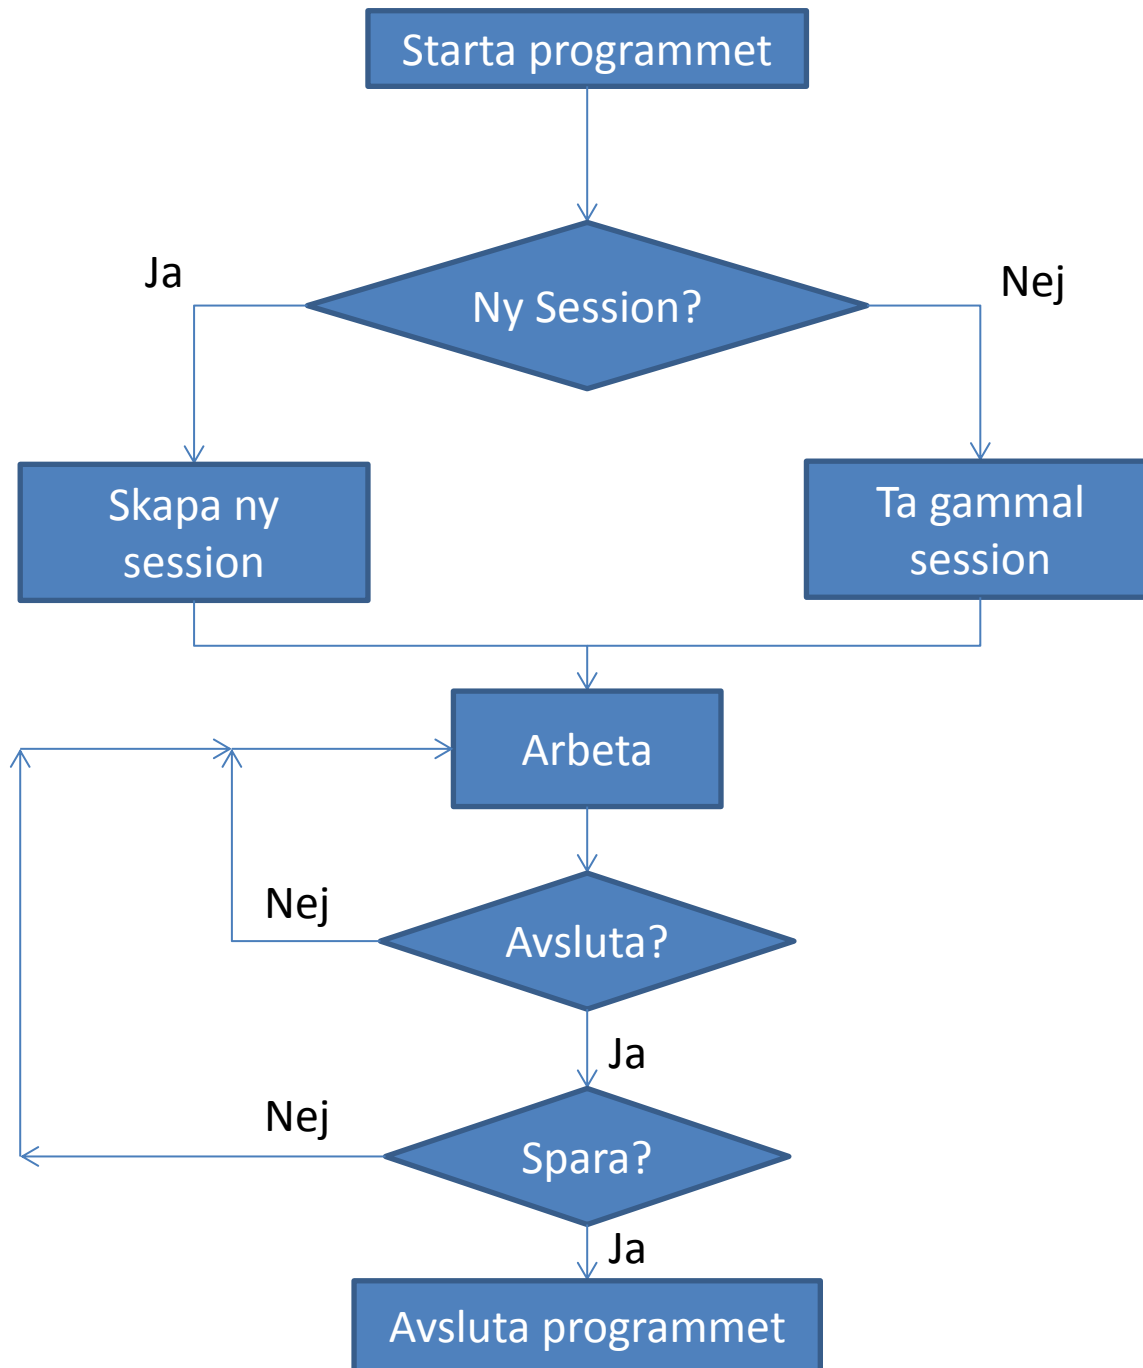 Starta programmet
Ja
Nej
Ny Session?
Skapa ny
session
Ta gammal
session
Arbeta
Nej
Avsluta?
Ja
Nej
Spara?
Ja
Avsluta programmet